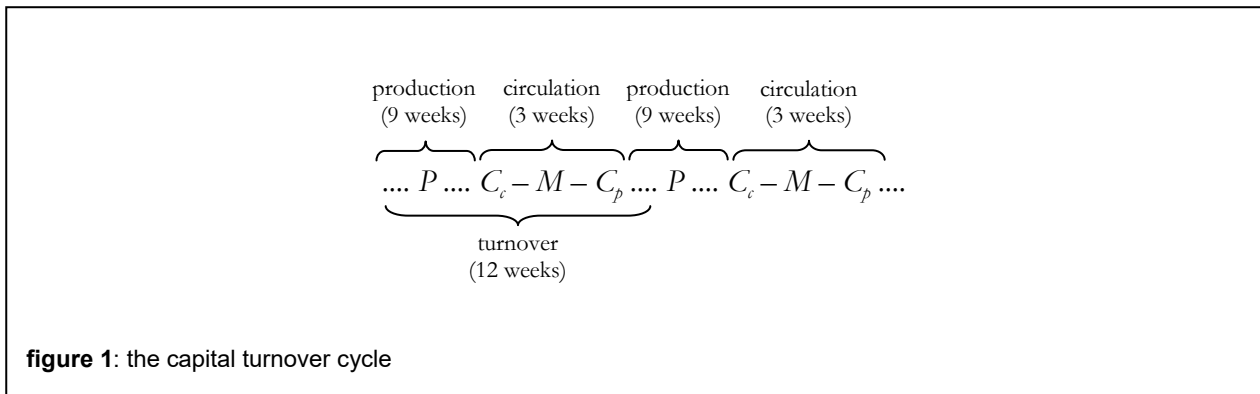 production circulation production circulation
(9 weeks) (3 weeks) (9 weeks) (3 weeks)
.... P .... C_c – M – C_p .... P .... C_c – M – C_p ....
turnover
(12 weeks)
figure 1: the capital turnover cycle